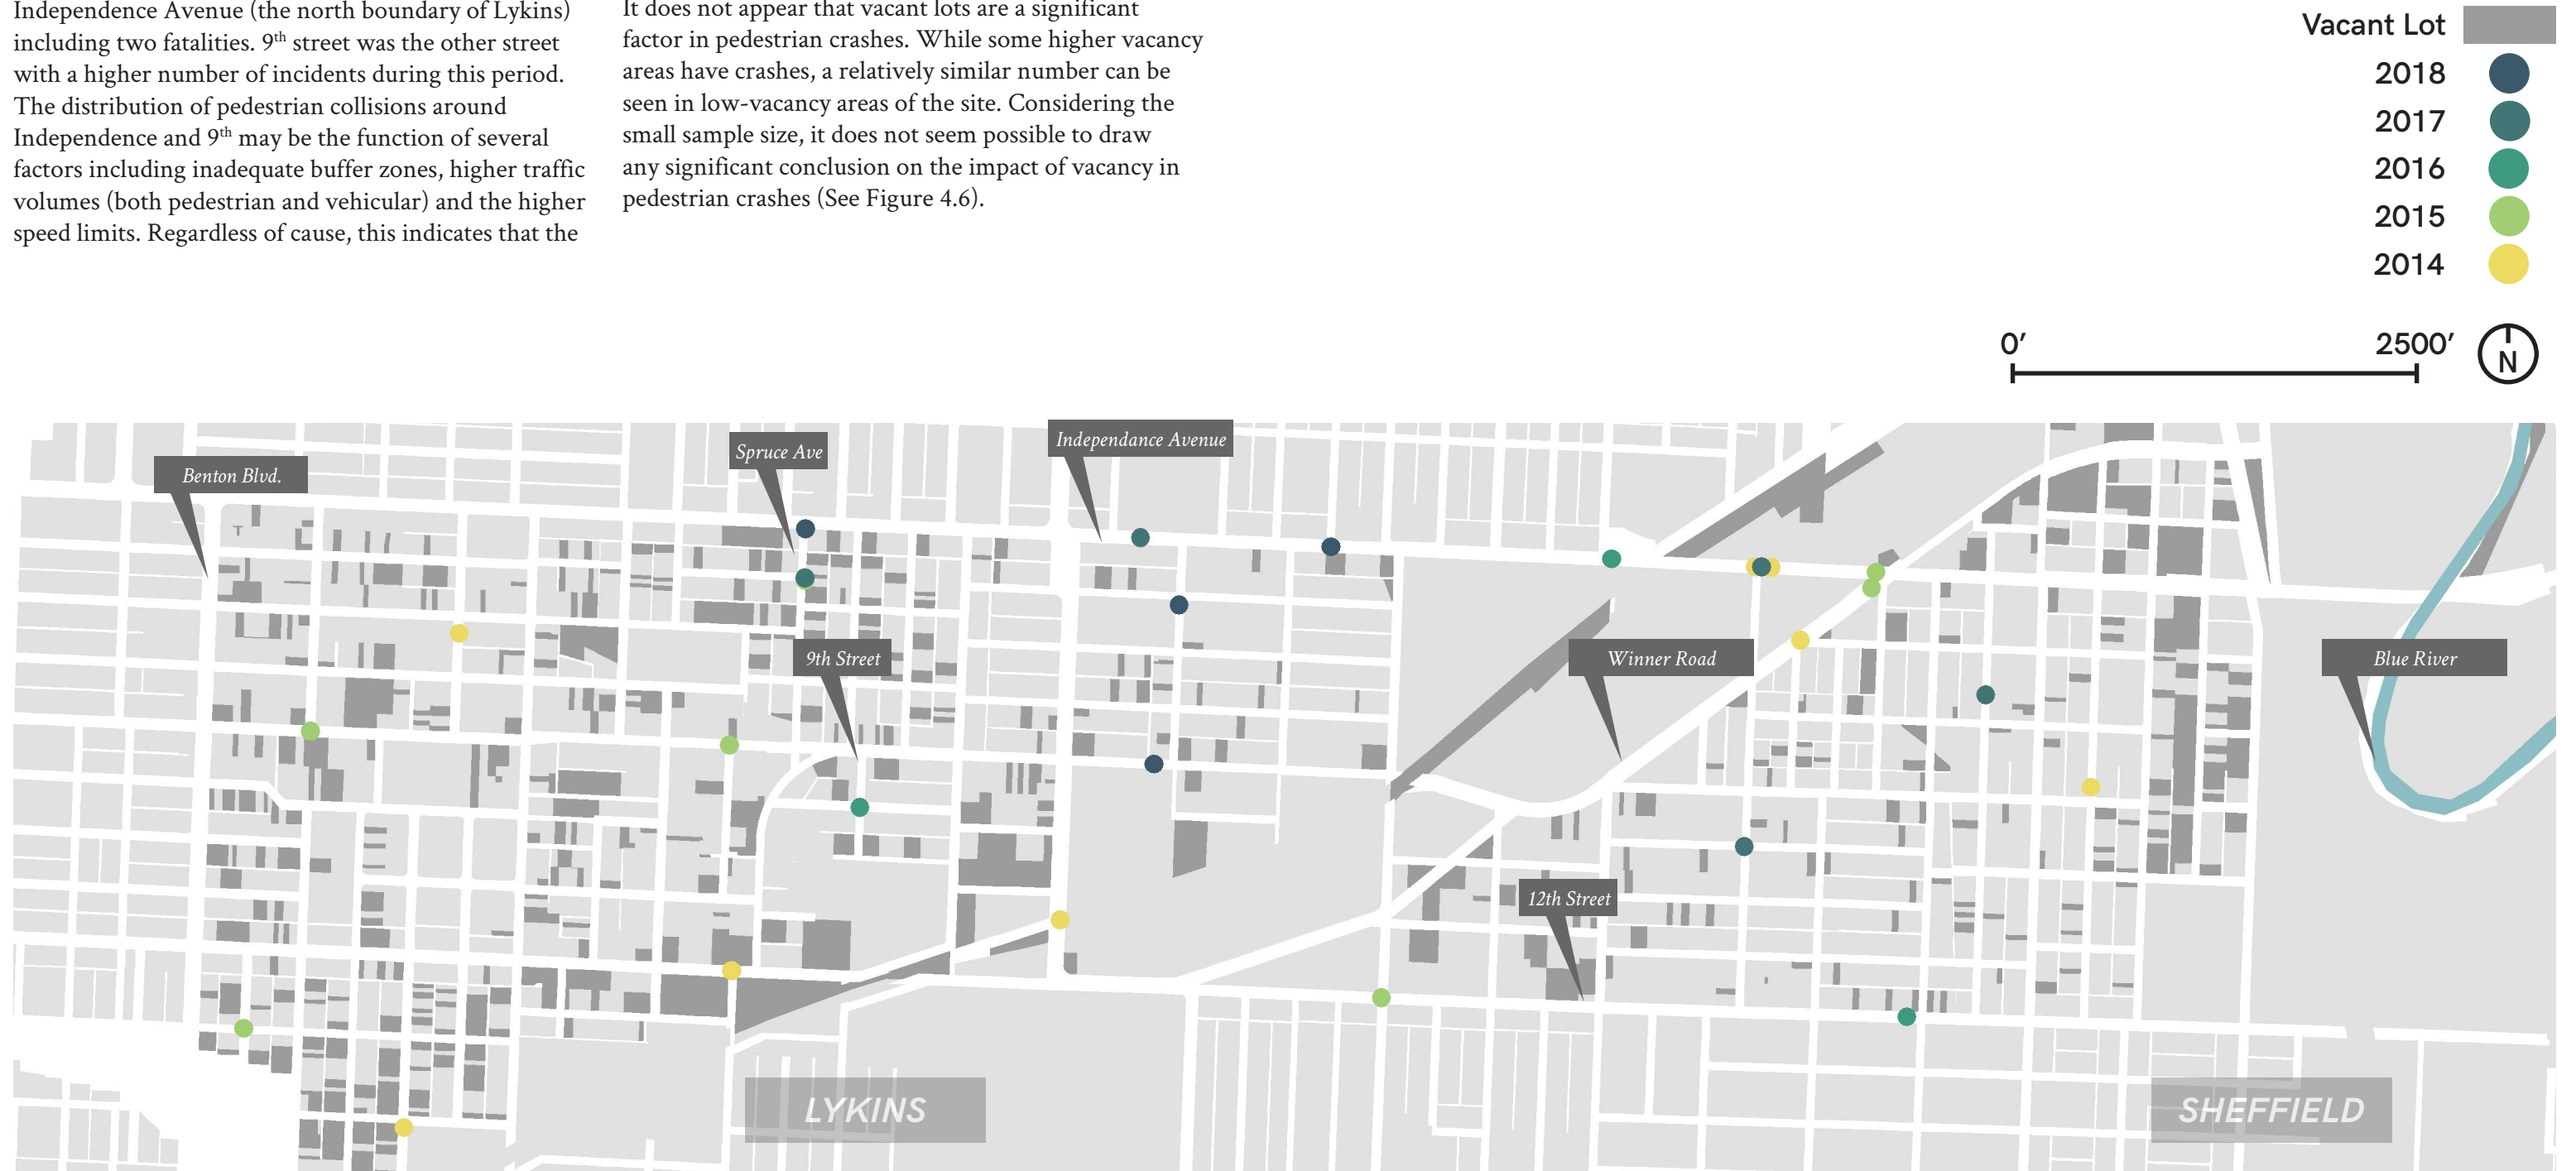 Independence Avenue (the north boundary of Lykins)
including two fatalities. 9th street was the other street
with a higher number of incidents during this period.
The distribution of pedestrian collisions around
Independence and 9th may be the function of several
factors including inadequate buffer zones, higher traffic
volumes (both pedestrian and vehicular) and the higher
speed limits. Regardless of cause, this indicates that the
It does not appear that vacant lots are a significant
factor in pedestrian crashes. While some higher vacancy
areas have crashes, a relatively similar number can be
seen in low-vacancy areas of the site. Considering the
small sample size, it does not seem possible to draw
any significant conclusion on the impact of vacancy in
pedestrian crashes (See Figure 4.6).
Vacant Lot
2018
2017
2016
2015
2014
0′ 2500′
N
Independance Avenue
Spruce Ave
Benton Blvd.
9th Street
Winner Road
Blue River
12th Street
LYKINS
SHEFFIELD